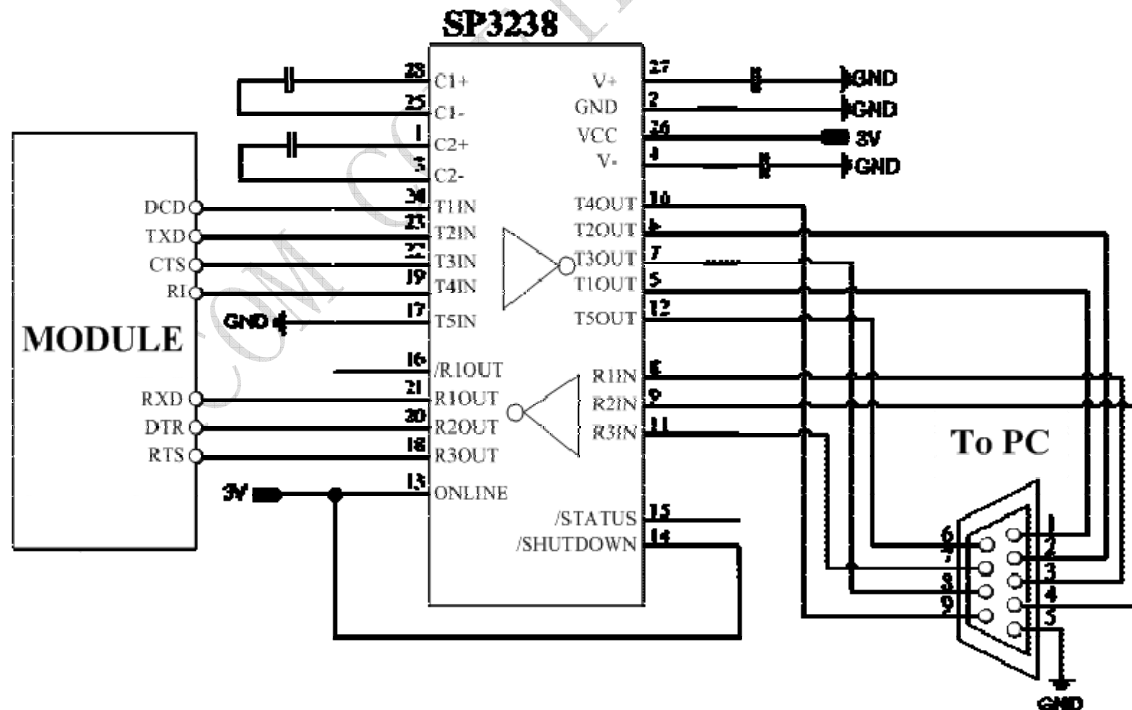 SP3238
28
C1+
25
C1-
1
C2+
3
C2-
24
T1IN
23
T2IN
22
T3IN
19
T4IN
17
T5IN
16
/R1OUT
21
R1OUT
20
R2OUT
18
R3OUT
13
ONLINE
V+
27
GND
GND
2
GND
VCC
26
3V
V-
4
GND
T4OUT
10
T2OUT
6
T3OUT
7
T1OUT
5
T5OUT
12
R1IN
8
R2IN
9
R3IN
11
/STATUS
15
/SHUTDOWN
14
DCD
TXD
CTS
RI
MODULE
RXD
DTR
RTS
GND
3V
To PC
6
7
8
9
1
2
3
4
5
GND
COM